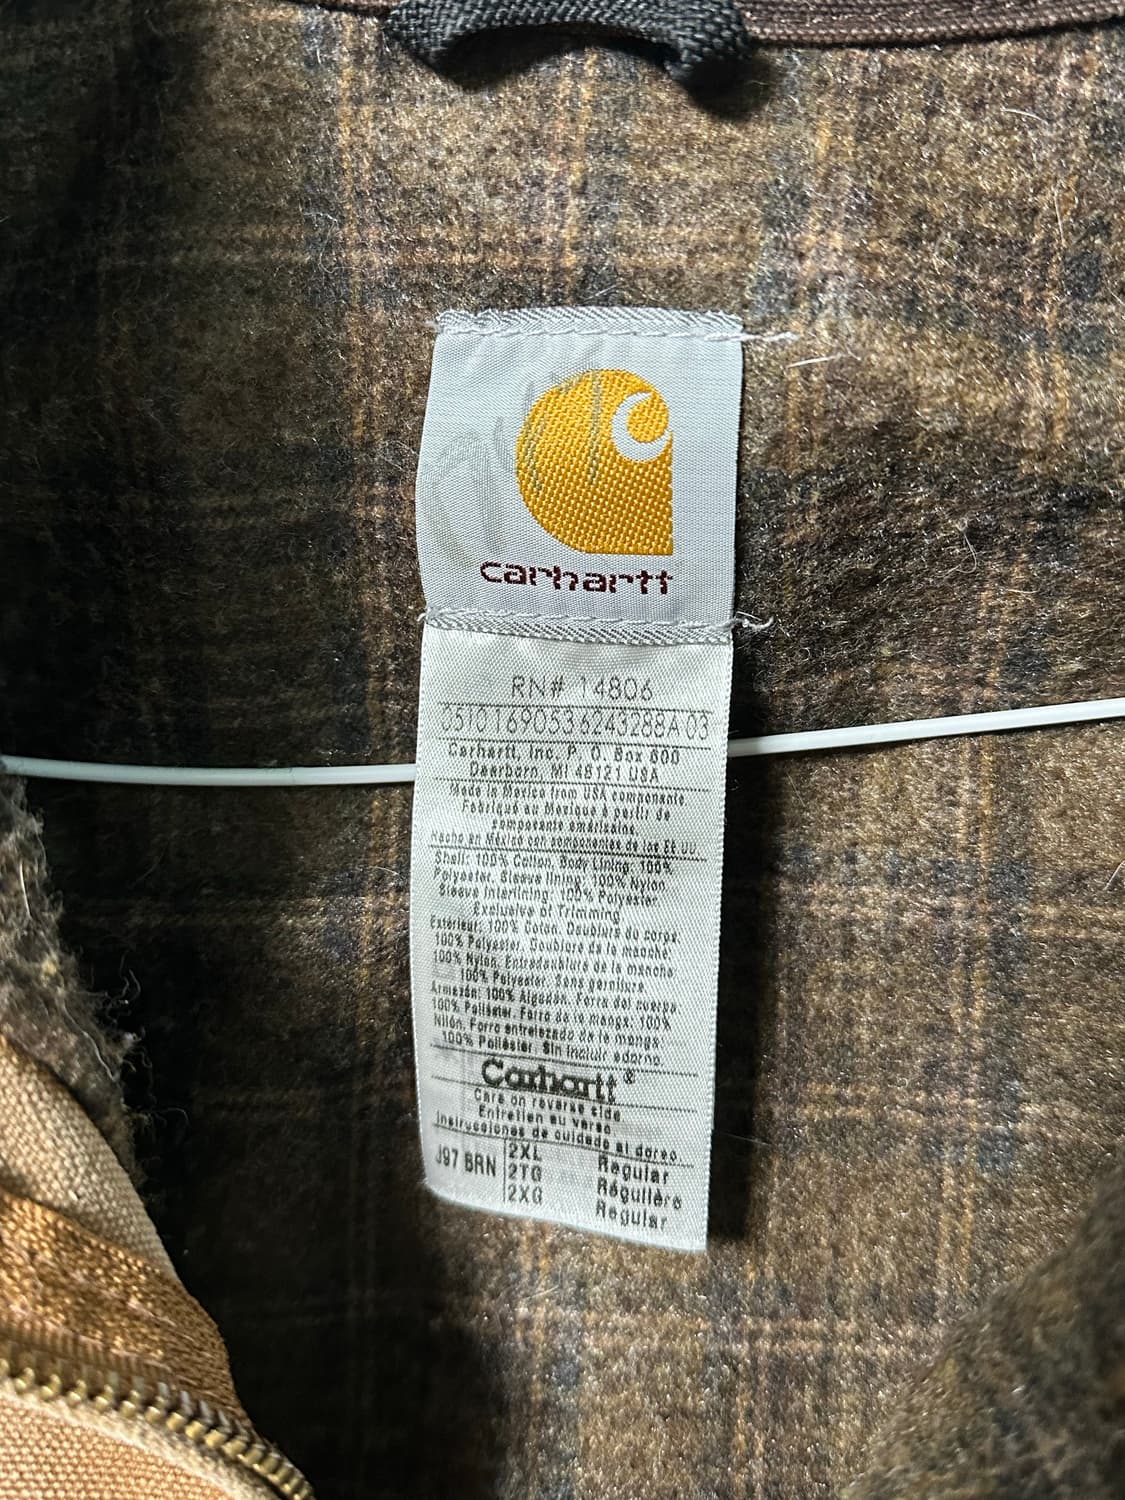 carhartt
RN# 14806
05101690536243288A 03
Carhartt, Inc. P. O. Box 600
Dearborn, MI 48121 USA
Made in Mexico from USA components
Fabriqué au Mexique à partir de
composants américains.
Hecho en México con componentes de los EE.UU.
Shell: 100% Cotton. Body Lining: 100%
Polyester. Sleeve lining: 100% Nylon.
Sleeve Interlining: 100% Polyester.
Exclusive of Trimming
Extérieur: 100% Coton. Doublure du corps:
100% Polyester. Doublure de la manche:
100% Nylon. Entredoublure de la manche
100% Polyester. Sans garniture
Armazón: 100% Algodon. Forro del cuerpo
100% Poliéster. Forro de la manga: 100%
Nilón. Forro entrelazado de la manga
100% Poliéster. Sin incluir adorno.
Carhartt®
Care on reverse side
Entretien au verso
Instrucciones de cuidado al dorso
J97 BRN 2XL Regular
2TG Régulière
2XG Regular